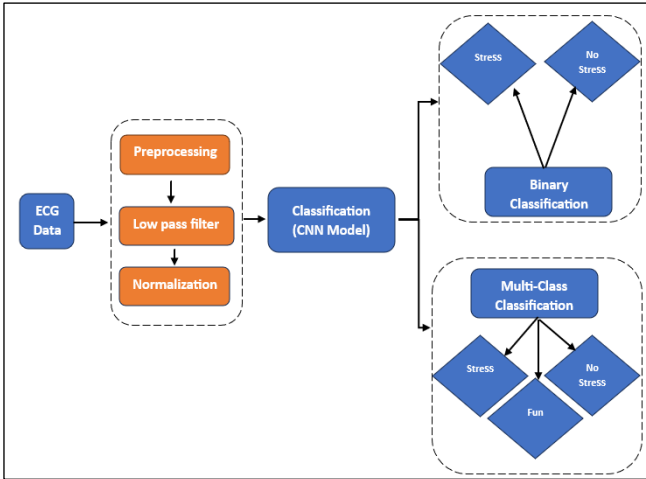 ECG
Data
Preprocessing
Low pass filter
Normalization
Classification
(CNN Model)
Stress
No
Stress
Binary
Classification
Multi-Class
Classification
Stress
No
Stress
Fun